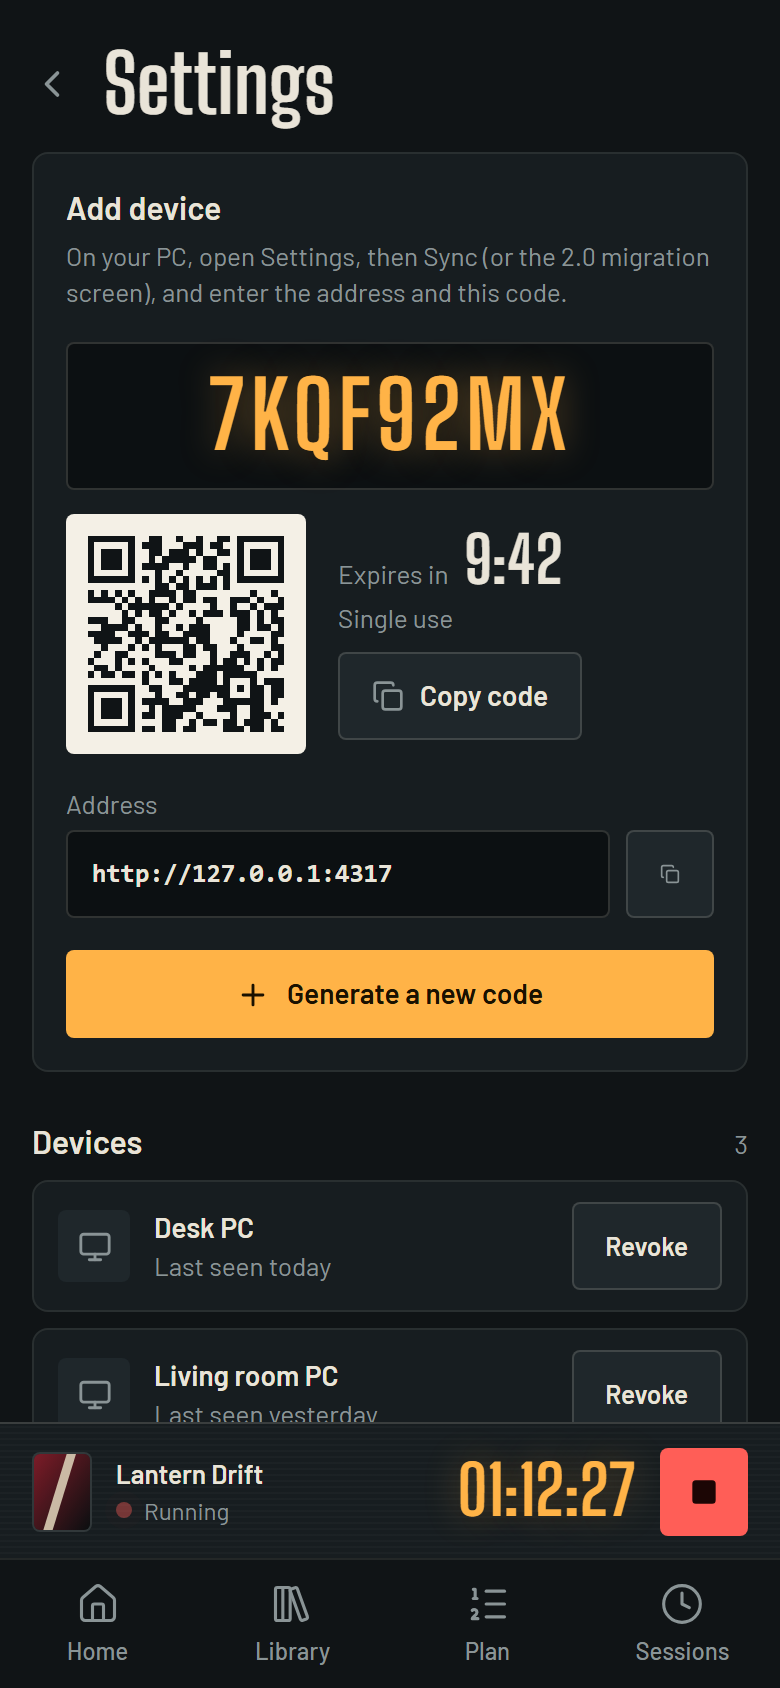 Settings
Add device
On your PC, open Settings, then Sync (or the 2.0 migration
screen), and enter the address and this code.
7KQF92MX
Expires in 9:42
Single use
Copy code
Address
http://127.0.0.1:4317
Generate a new code
Devices 3
Desk PC
Last seen today
Revoke
Living room PC
Last seen yesterday
Revoke
Lantern Drift
Running
01:12:27
Home Library Plan Sessions